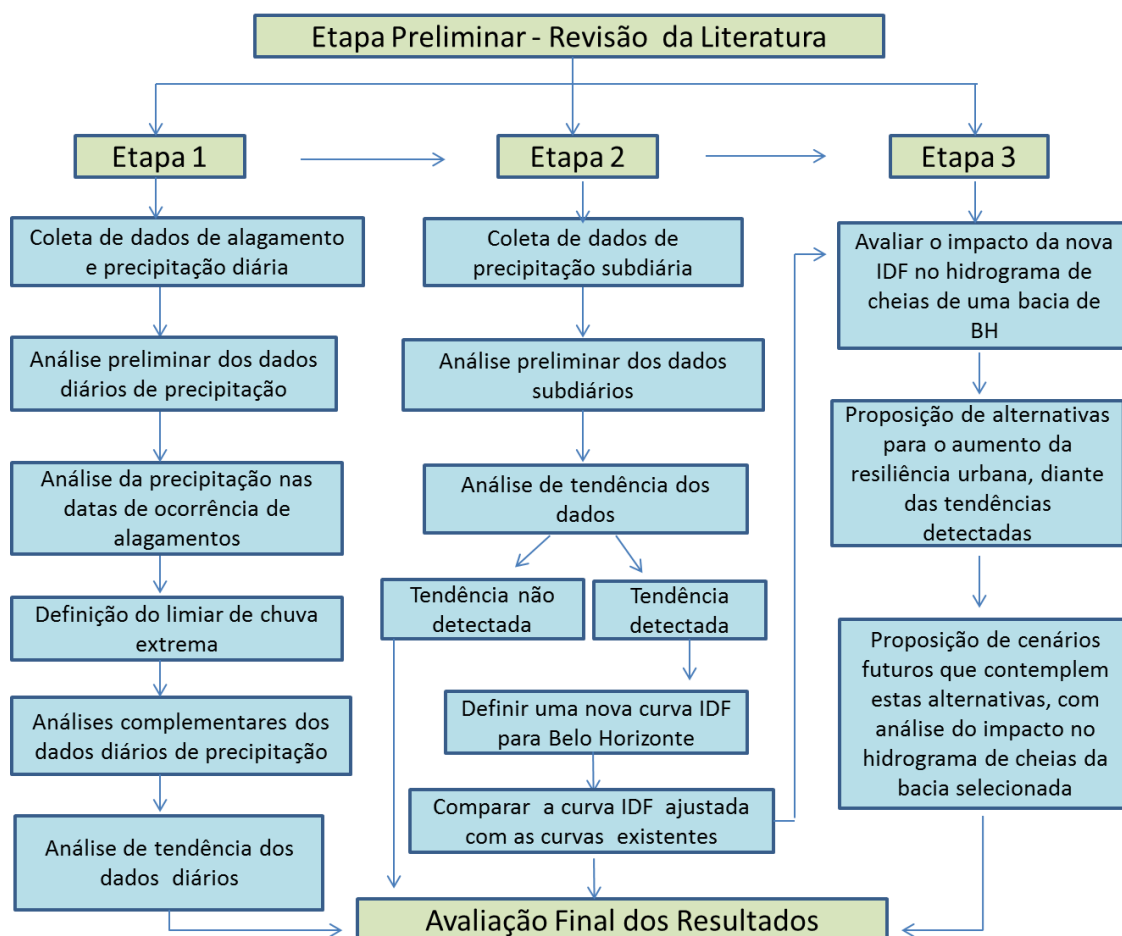 Etapa Preliminar - Revisão da Literatura
Etapa 1
Coleta de dados de alagamento
e precipitação diária
Análise preliminar dos dados
diários de precipitação
Análise da precipitação nas
datas de ocorrência de
alagamentos
Definição do limiar de chuva
extrema
Análises complementares dos
dados diários de precipitação
Análise de tendência dos
dados diários
Etapa 2
Coleta de dados de
precipitação subdiária
Análise preliminar dos dados
subdiários
Análise de tendência dos
dados
Tendência não
detectada
Tendência
detectada
Definir uma nova curva IDF
para Belo Horizonte
Comparar a curva IDF ajustada
com as curvas existentes
Etapa 3
Avaliar o impacto da nova
IDF no hidrograma de
cheias de uma bacia de
BH
Proposição de alternativas
para o aumento da
resiliência urbana, diante
das tendências
detectadas
Proposição de cenários
futuros que contemplem
estas alternativas, com
análise do impacto no
hidrograma de cheias da
bacia selecionada
Avaliação Final dos Resultados